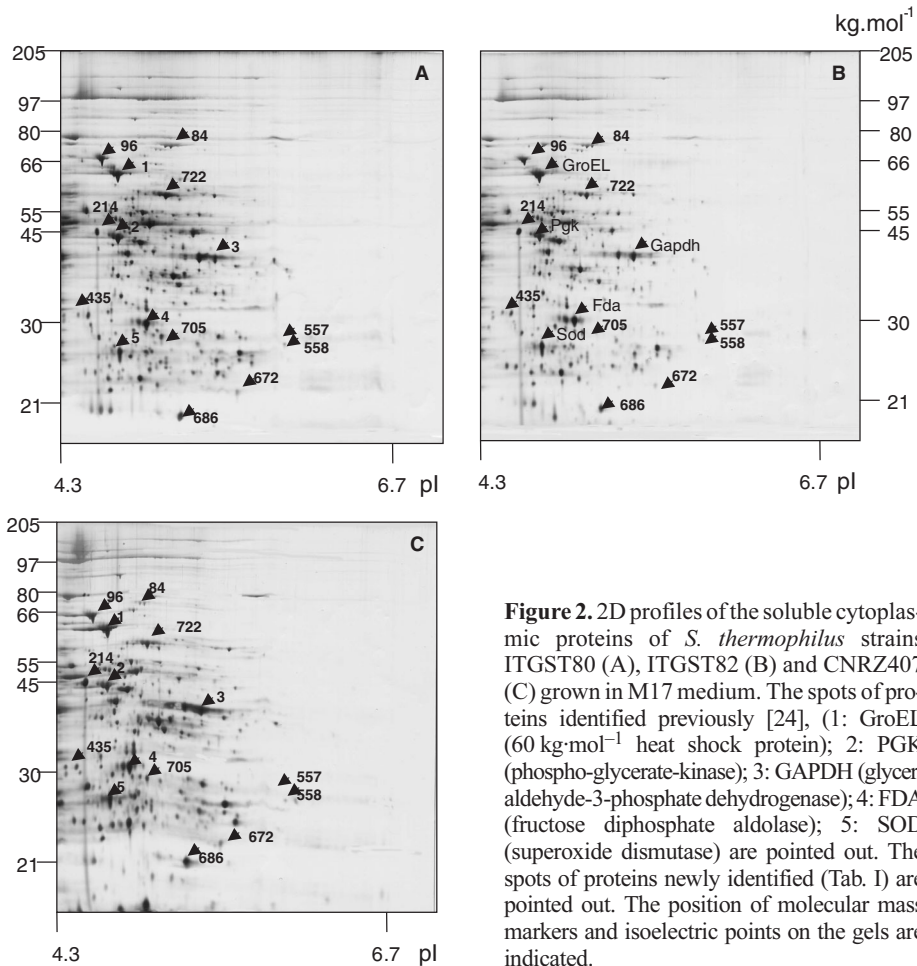 kg.mol⁻¹
205 A B 205
97 97
80 84 84 80
96 96
66 1 GroEL 66
722 722
55 214 214 55
45 2 Pgk 45
3 Gapdh
435 435
4 Fda
30 705 557 705 557 30
5 558 Sod 558
672 672
21 686 686 21
4.3 6.7 pI 4.3 6.7 pI
205 C
97
80 96 84
66 1
722
55 214 2
45
3
435 4
30 705 557
5 558
672
21 686
4.3 6.7 pI
Figure 2. 2D profiles of the soluble cytoplas-
mic proteins of S. thermophilus strains
ITGST80 (A), ITGST82 (B) and CNRZ407
(C) grown in M17 medium. The spots of pro-
teins identified previously [24], (1: GroEL
(60 kg·mol⁻¹ heat shock protein); 2: PGK
(phospho-glycerate-kinase); 3: GAPDH (glycer
aldehyde-3-phosphate dehydrogenase); 4: FDA
(fructose diphosphate aldolase); 5: SOD
(superoxide dismutase) are pointed out. The
spots of proteins newly identified (Tab. I) are
pointed out. The position of molecular mass
markers and isoelectric points on the gels are
indicated.